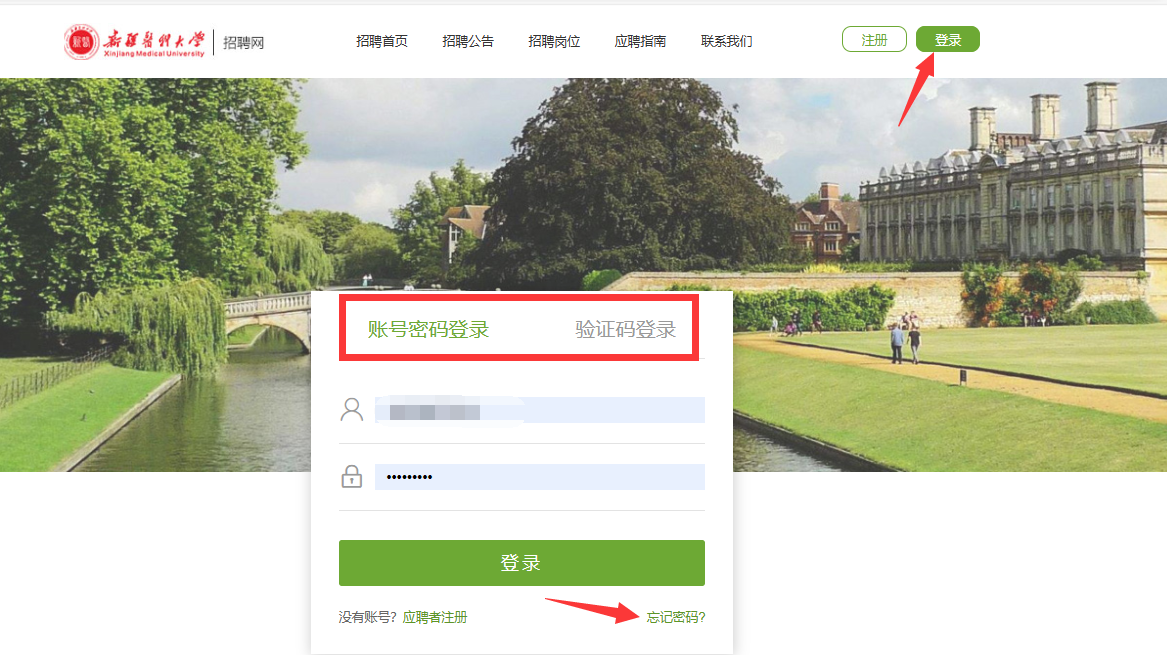 新疆医科大学
Xinjiang Medical University
招聘网
招聘首页 招聘公告 招聘岗位 应聘指南 联系我们
注册 登录
账号密码登录 验证码登录
•••••••••
登录
没有账号? 应聘者注册 忘记密码?